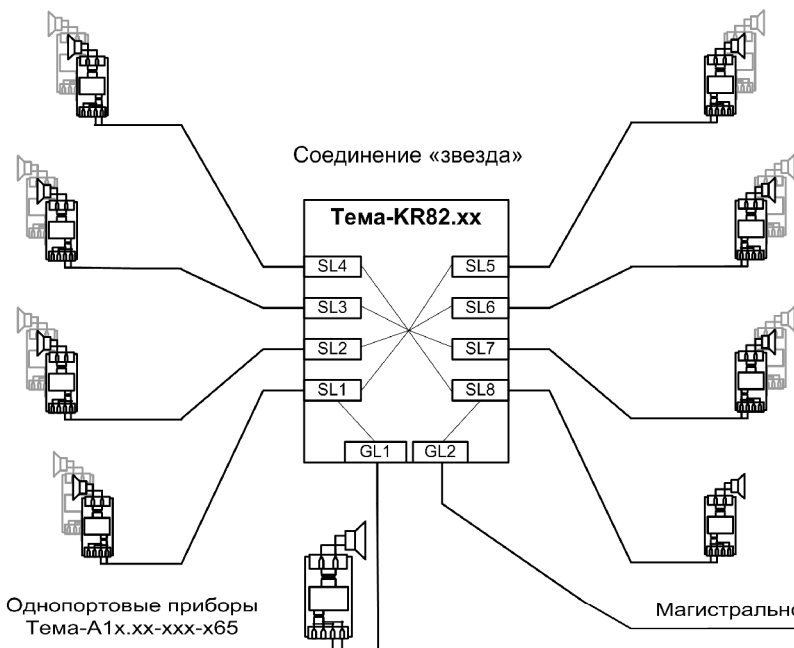 Соединение «звезда»
Тема-KR82.xx
SL4 SL5
SL3 SL6
SL2 SL7
SL1 SL8
GL1 GL2
Однопортовые приборы
Тема-А1х.хх-ххх-х65
Магистрально